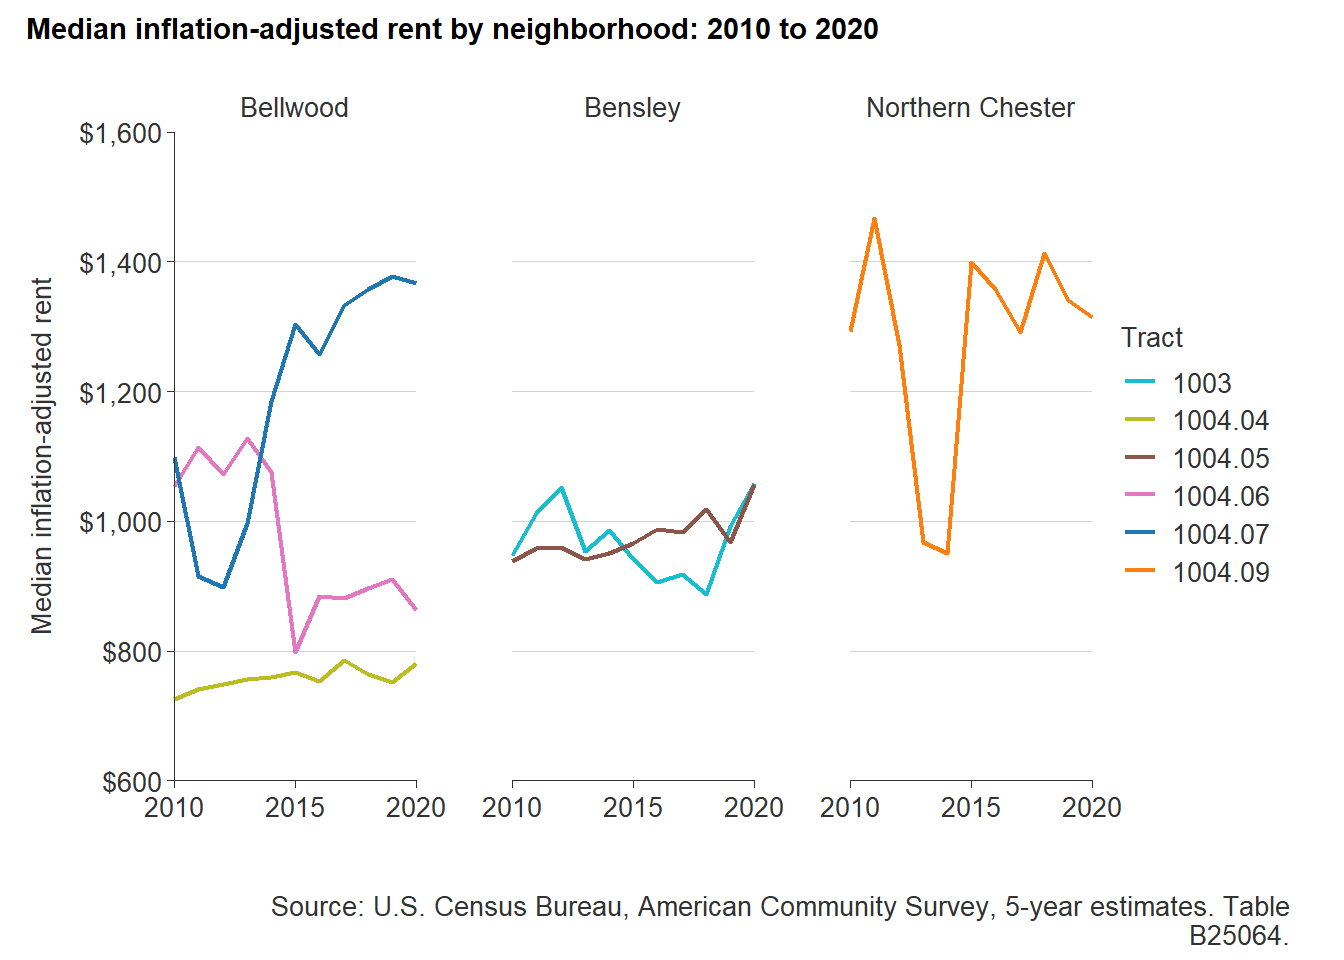 Median inflation-adjusted rent by neighborhood: 2010 to 2020
Bellwood
Bensley
Northern Chester
Median inflation-adjusted rent
$1,600
$1,400
$1,200
$1,000
$800
$600
2010 2015 2020
2010 2015 2020
2010 2015 2020
Tract
1003
1004.04
1004.05
1004.06
1004.07
1004.09
Source: U.S. Census Bureau, American Community Survey, 5-year estimates. Table
B25064.